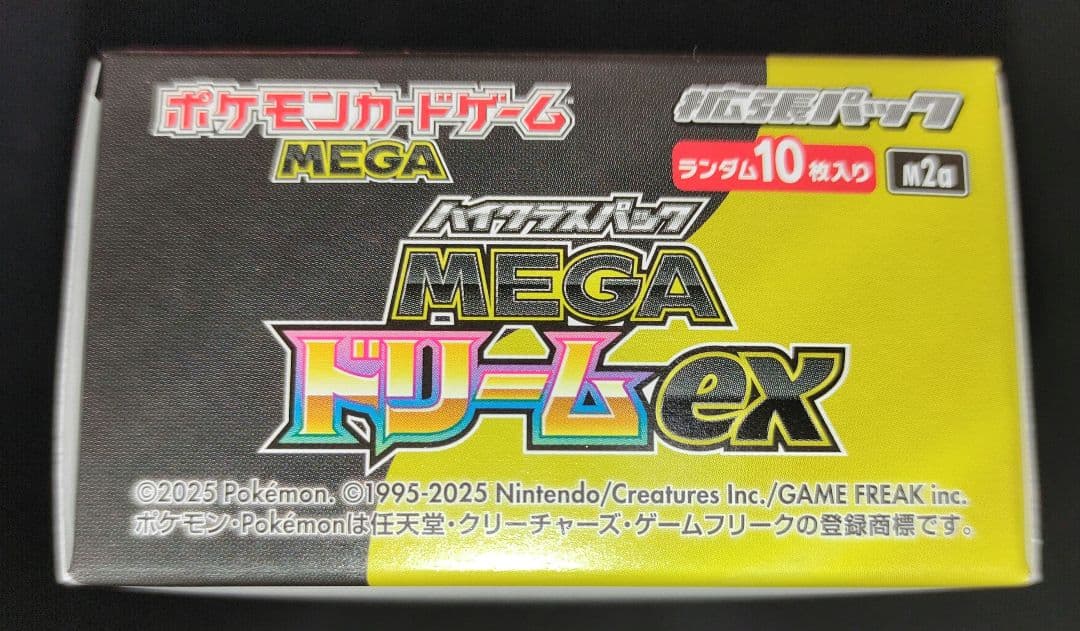 ポケモンカードゲーム™
MEGA
拡張パック
ランダム10枚入り
M2a
ハイクラスパック
MEGA
ドリームex
©2025 Pokémon. ©1995-2025 Nintendo/Creatures Inc./GAME FREAK inc.
ポケモン・Pokémonは任天堂・クリーチャーズ・ゲームフリークの登録商標です。